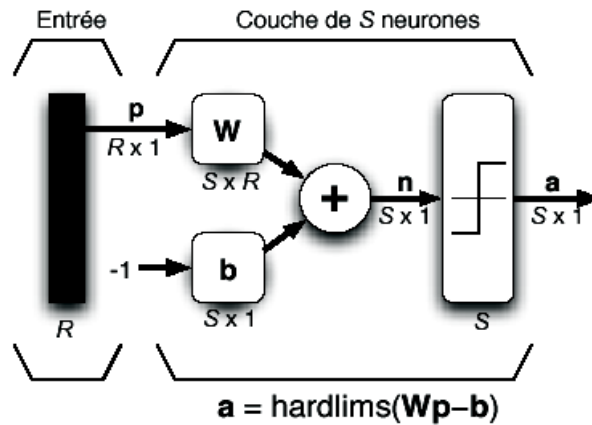 Entrée
Couche de S neurones
p
R x 1
W
S x R
+
n
S x 1
a
S x 1
-1
b
S x 1
R
S
a = hardlims(Wp−b)